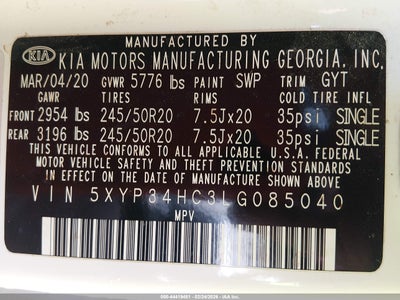 MANUFACTURED BY
KIA KIA MOTORS MANUFACTURING GEORGIA, INC.
MAR/04/20 GVWR 5776 lbs PAINT SWP TRIM GYT
GAWR TIRES RIMS COLD TIRE INFL
FRONT 2954 lbs 245/50R20 7.5Jx20 35psi SINGLE
REAR 3196 lbs 245/50R20 7.5Jx20 35psi SINGLE
THIS VEHICLE CONFORMS TO ALL APPLICABLE U.S.A. FEDERAL
MOTOR VEHICLE SAFETY STANDARDS
IN EFFECT ON THE DATE OF MANUFACTURE SHOWN ABOVE
VIN 5XYP34HC3LG085040
MPV